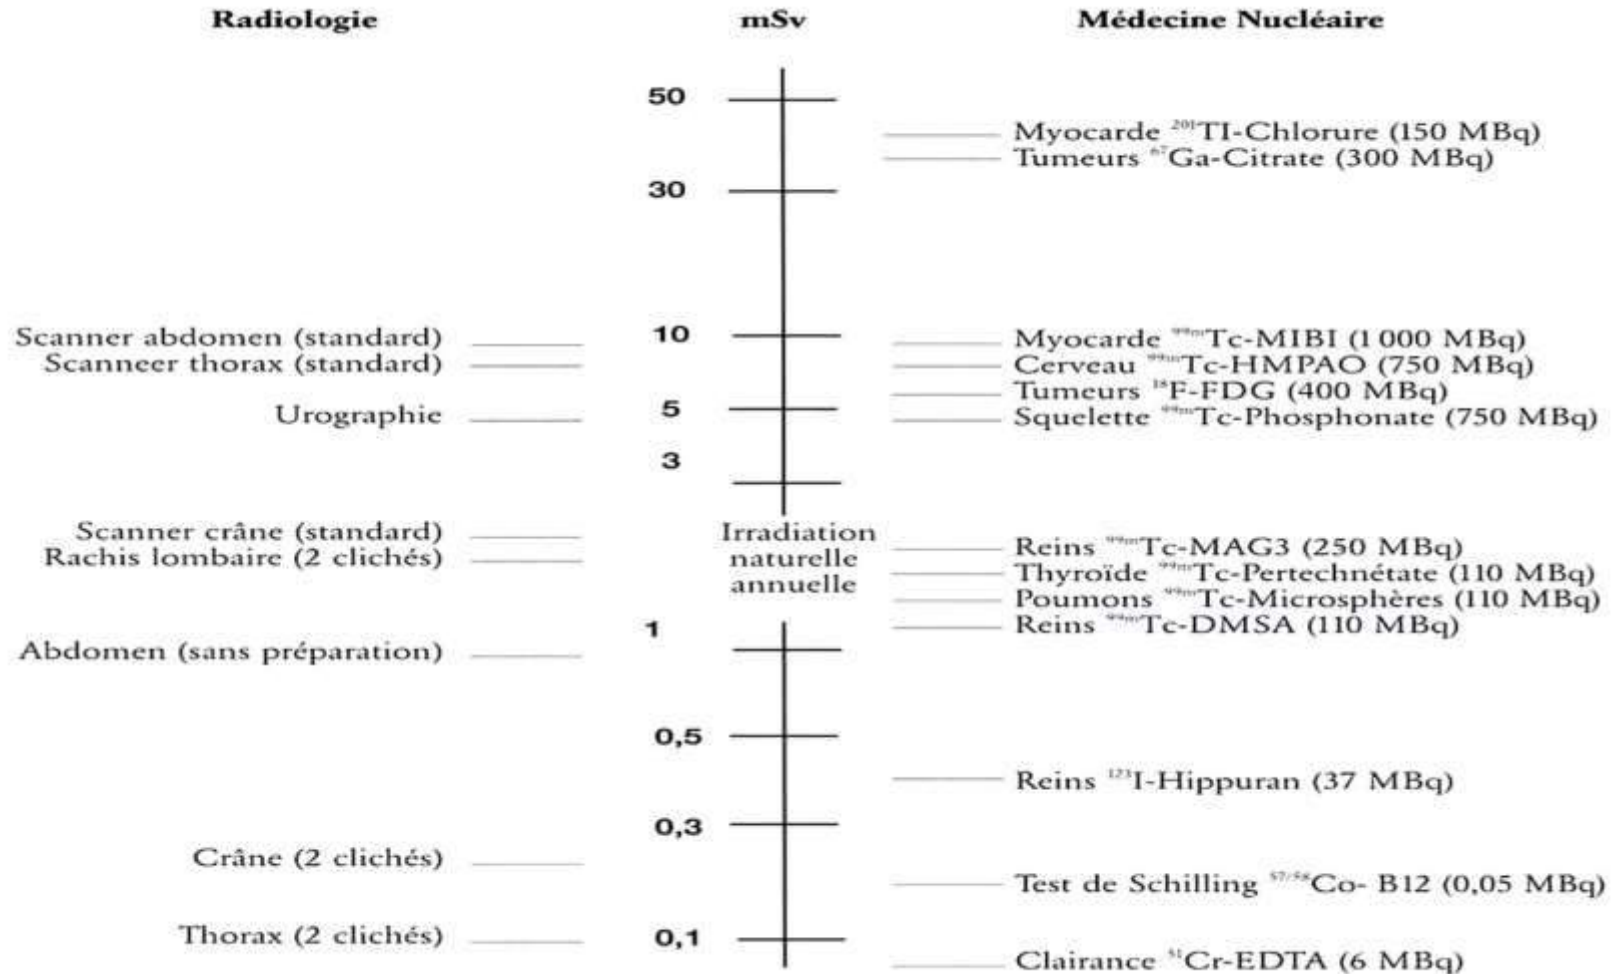 Radiologie mSv Médecine Nucléaire
50
Myocarde ²⁰¹TI-Chlorure (150 MBq)
Tumeurs ⁶⁷Ga-Citrate (300 MBq)
30
Scanner abdomen (standard) 10 Myocarde ⁹⁹ᵐTc-MIBI (1 000 MBq)
Scanneer thorax (standard) Cerveau ⁹⁹ᵐTc-HMPAO (750 MBq)
Tumeurs ¹⁸F-FDG (400 MBq)
Urographie 5 Squelette ⁹⁹ᵐTc-Phosphonate (750 MBq)
3
Scanner crâne (standard) Irradiation Reins ⁹⁹ᵐTc-MAG3 (250 MBq)
Rachis lombaire (2 clichés) naturelle Thyroïde ⁹⁹ᵐTc-Pertechnétate (110 MBq)
annuelle Poumons ⁹⁹ᵐTc-Microsphères (110 MBq)
1 Reins ⁹⁹ᵐTc-DMSA (110 MBq)
Abdomen (sans préparation)
0,5
Reins ¹²³I-Hippuran (37 MBq)
0,3
Crâne (2 clichés)
Test de Schilling ⁵⁷/⁵⁸Co- B12 (0,05 MBq)
Thorax (2 clichés) 0,1
Clairance ⁵¹Cr-EDTA (6 MBq)